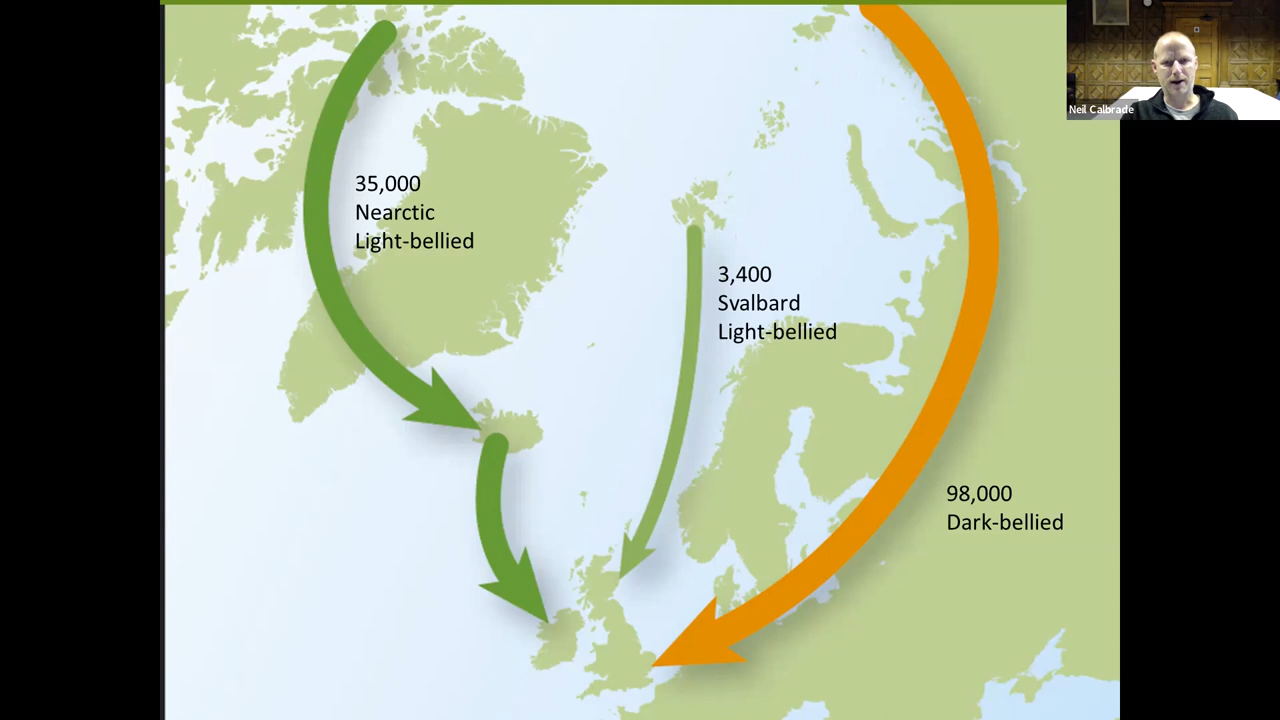 Neil Calbrade
35,000
Nearctic
Light-bellied
3,400
Svalbard
Light-bellied
98,000
Dark-bellied